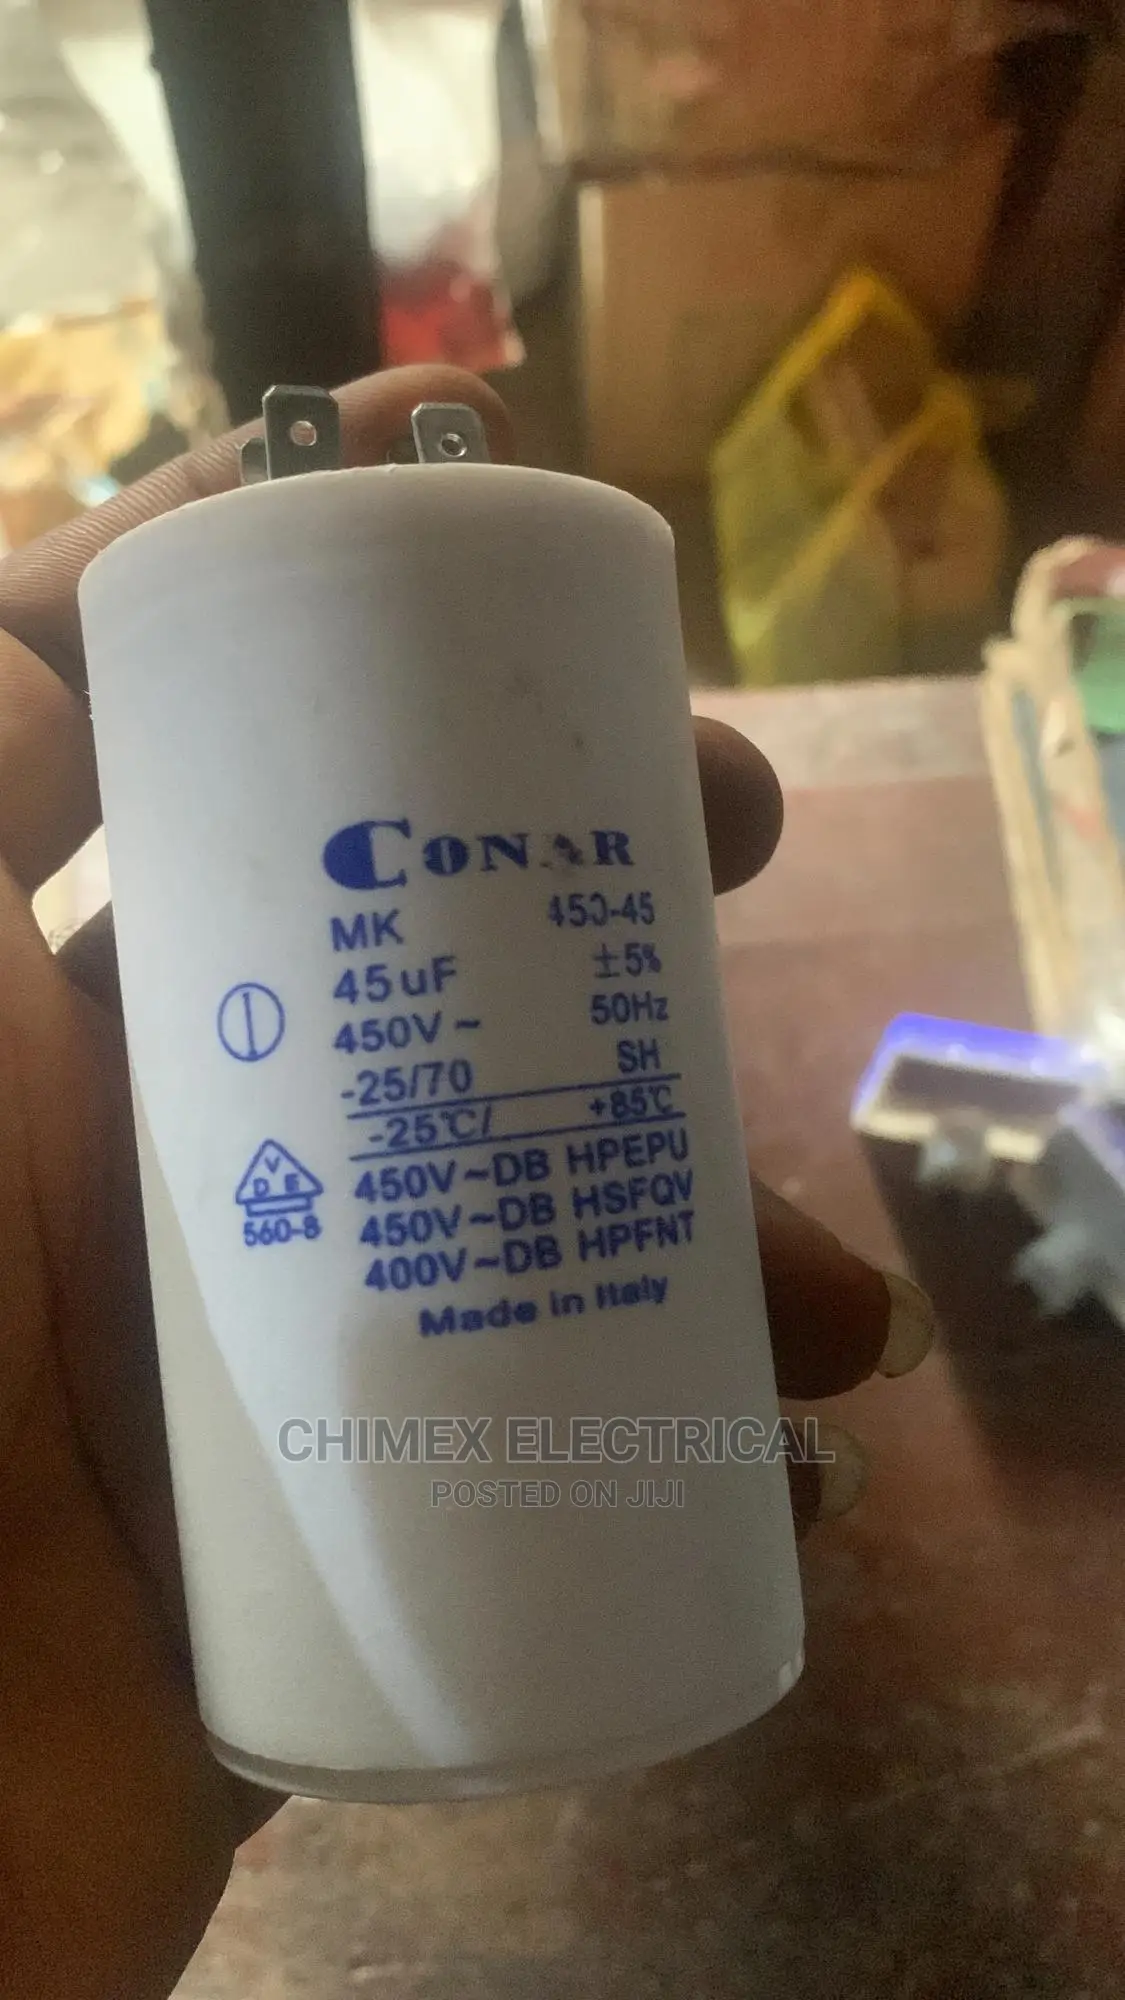 CONAR
MK 450-45
45uF ±5%
450V~ 50Hz
-25/70 SH
-25℃/ +85℃
450V~DB HPEPU
450V~DB HSFQV
400V~DB HPFNT
Made in Italy
VDE
560-8
CHIMEX ELECTRICAL
POSTED ON JIJI